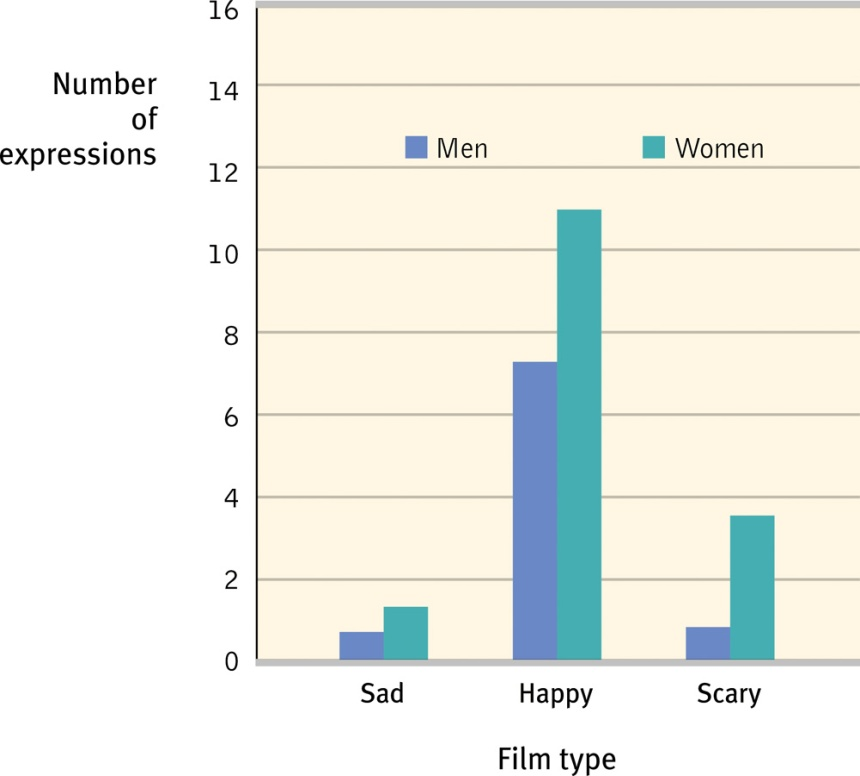 Number
of
expressions
16
14
12
10
8
6
4
2
0
Men Women
Sad Happy Scary
Film type